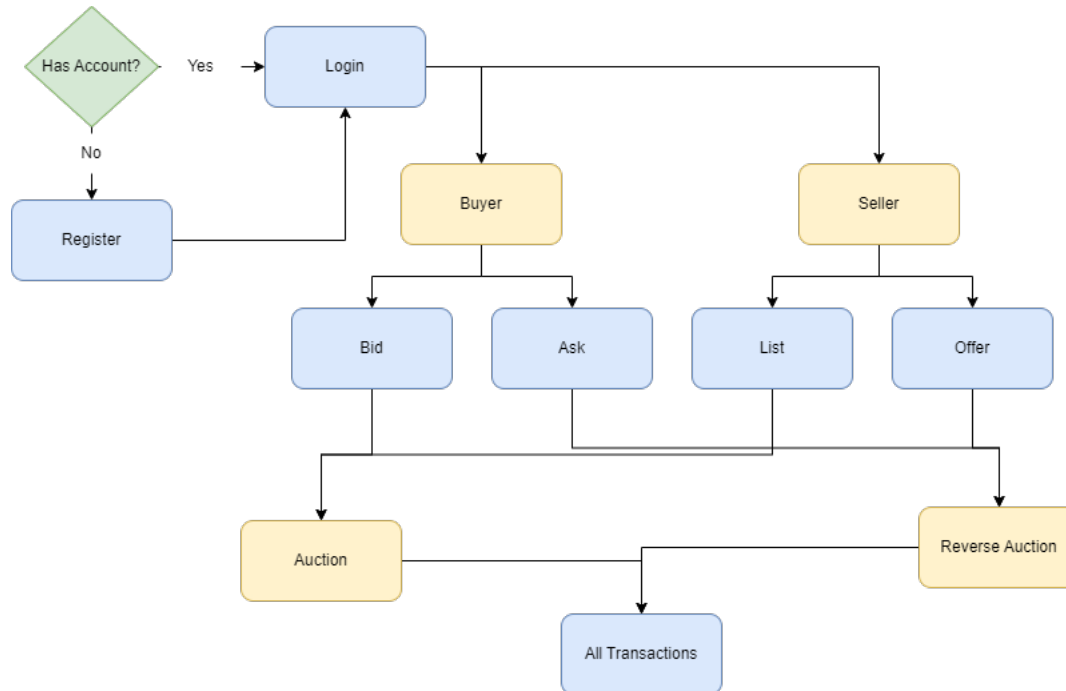 Has Account?
Yes
Login
No
Register
Buyer
Seller
Bid
Ask
List
Offer
Auction
Reverse Auction
All Transactions